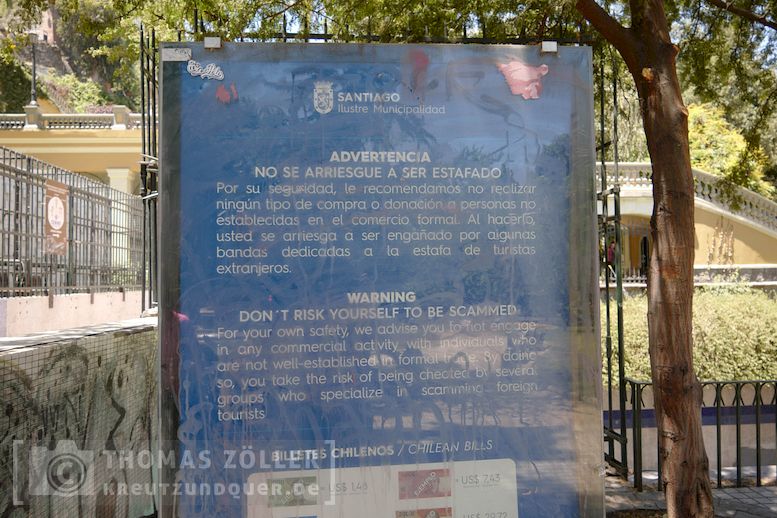 SANTIAGO
Ilustre Municipalidad
ADVERTENCIA
NO SE ARRIESGUE A SER ESTAFADO
Por su seguridad, le recomendamos no realizar
ningún tipo de compra o donación a personas no
establecidas en el comercio formal. Al hacerlo,
usted se arriesga a ser engañado por algunas
bandas dedicadas a la estafa de turistas
extranjeros.
WARNING
DON´T RISK YOURSELF TO BE SCAMMED
For your own safety, we advise you to not engage
in any commercial activity with individuals who
are not well-established in formal trade. By doing
so, you take the risk of being cheated by several
groups who specialize in scamming foreign
tourists
BILLETES CHILENOS / CHILEAN BILLS
= US$ 1,48
EJEMPLO
= US$ 7,43
THOMAS ZÖLLER
kreutzundquer.de